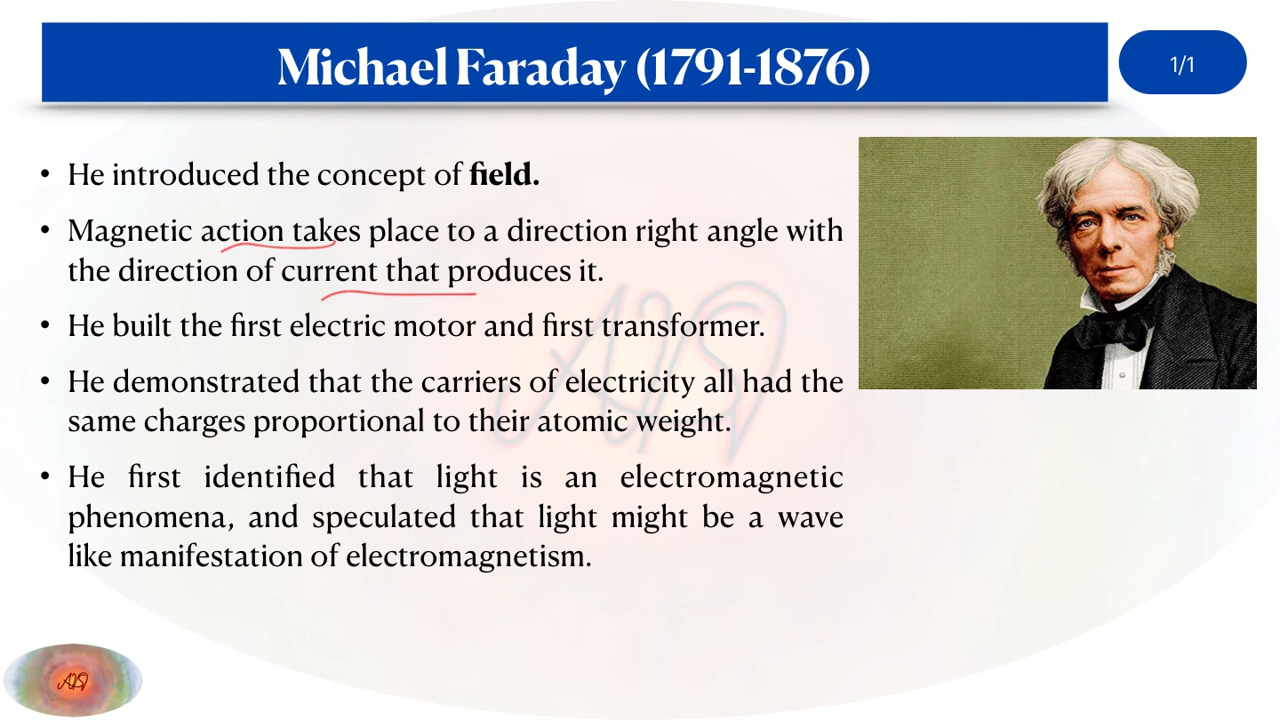 Michael Faraday (1791-1876)
1/1
• He introduced the concept of field.
• Magnetic action takes place to a direction right angle with
the direction of current that produces it.
• He built the first electric motor and first transformer.
• He demonstrated that the carriers of electricity all had the
same charges proportional to their atomic weight.
• He first identified that light is an electromagnetic
phenomena, and speculated that light might be a wave
like manifestation of electromagnetism.